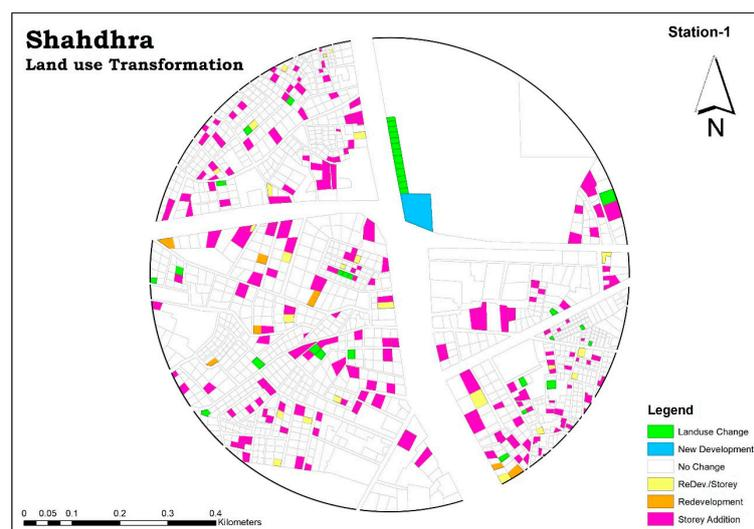 Shahdhra
Land use Transformation
Station-1
N
Legend
Landuse Change
New Development
No Change
ReDev./Storey
Redevelopment
Storey Addition
0 0.05 0.1 0.2 0.3 0.4
Kilometers